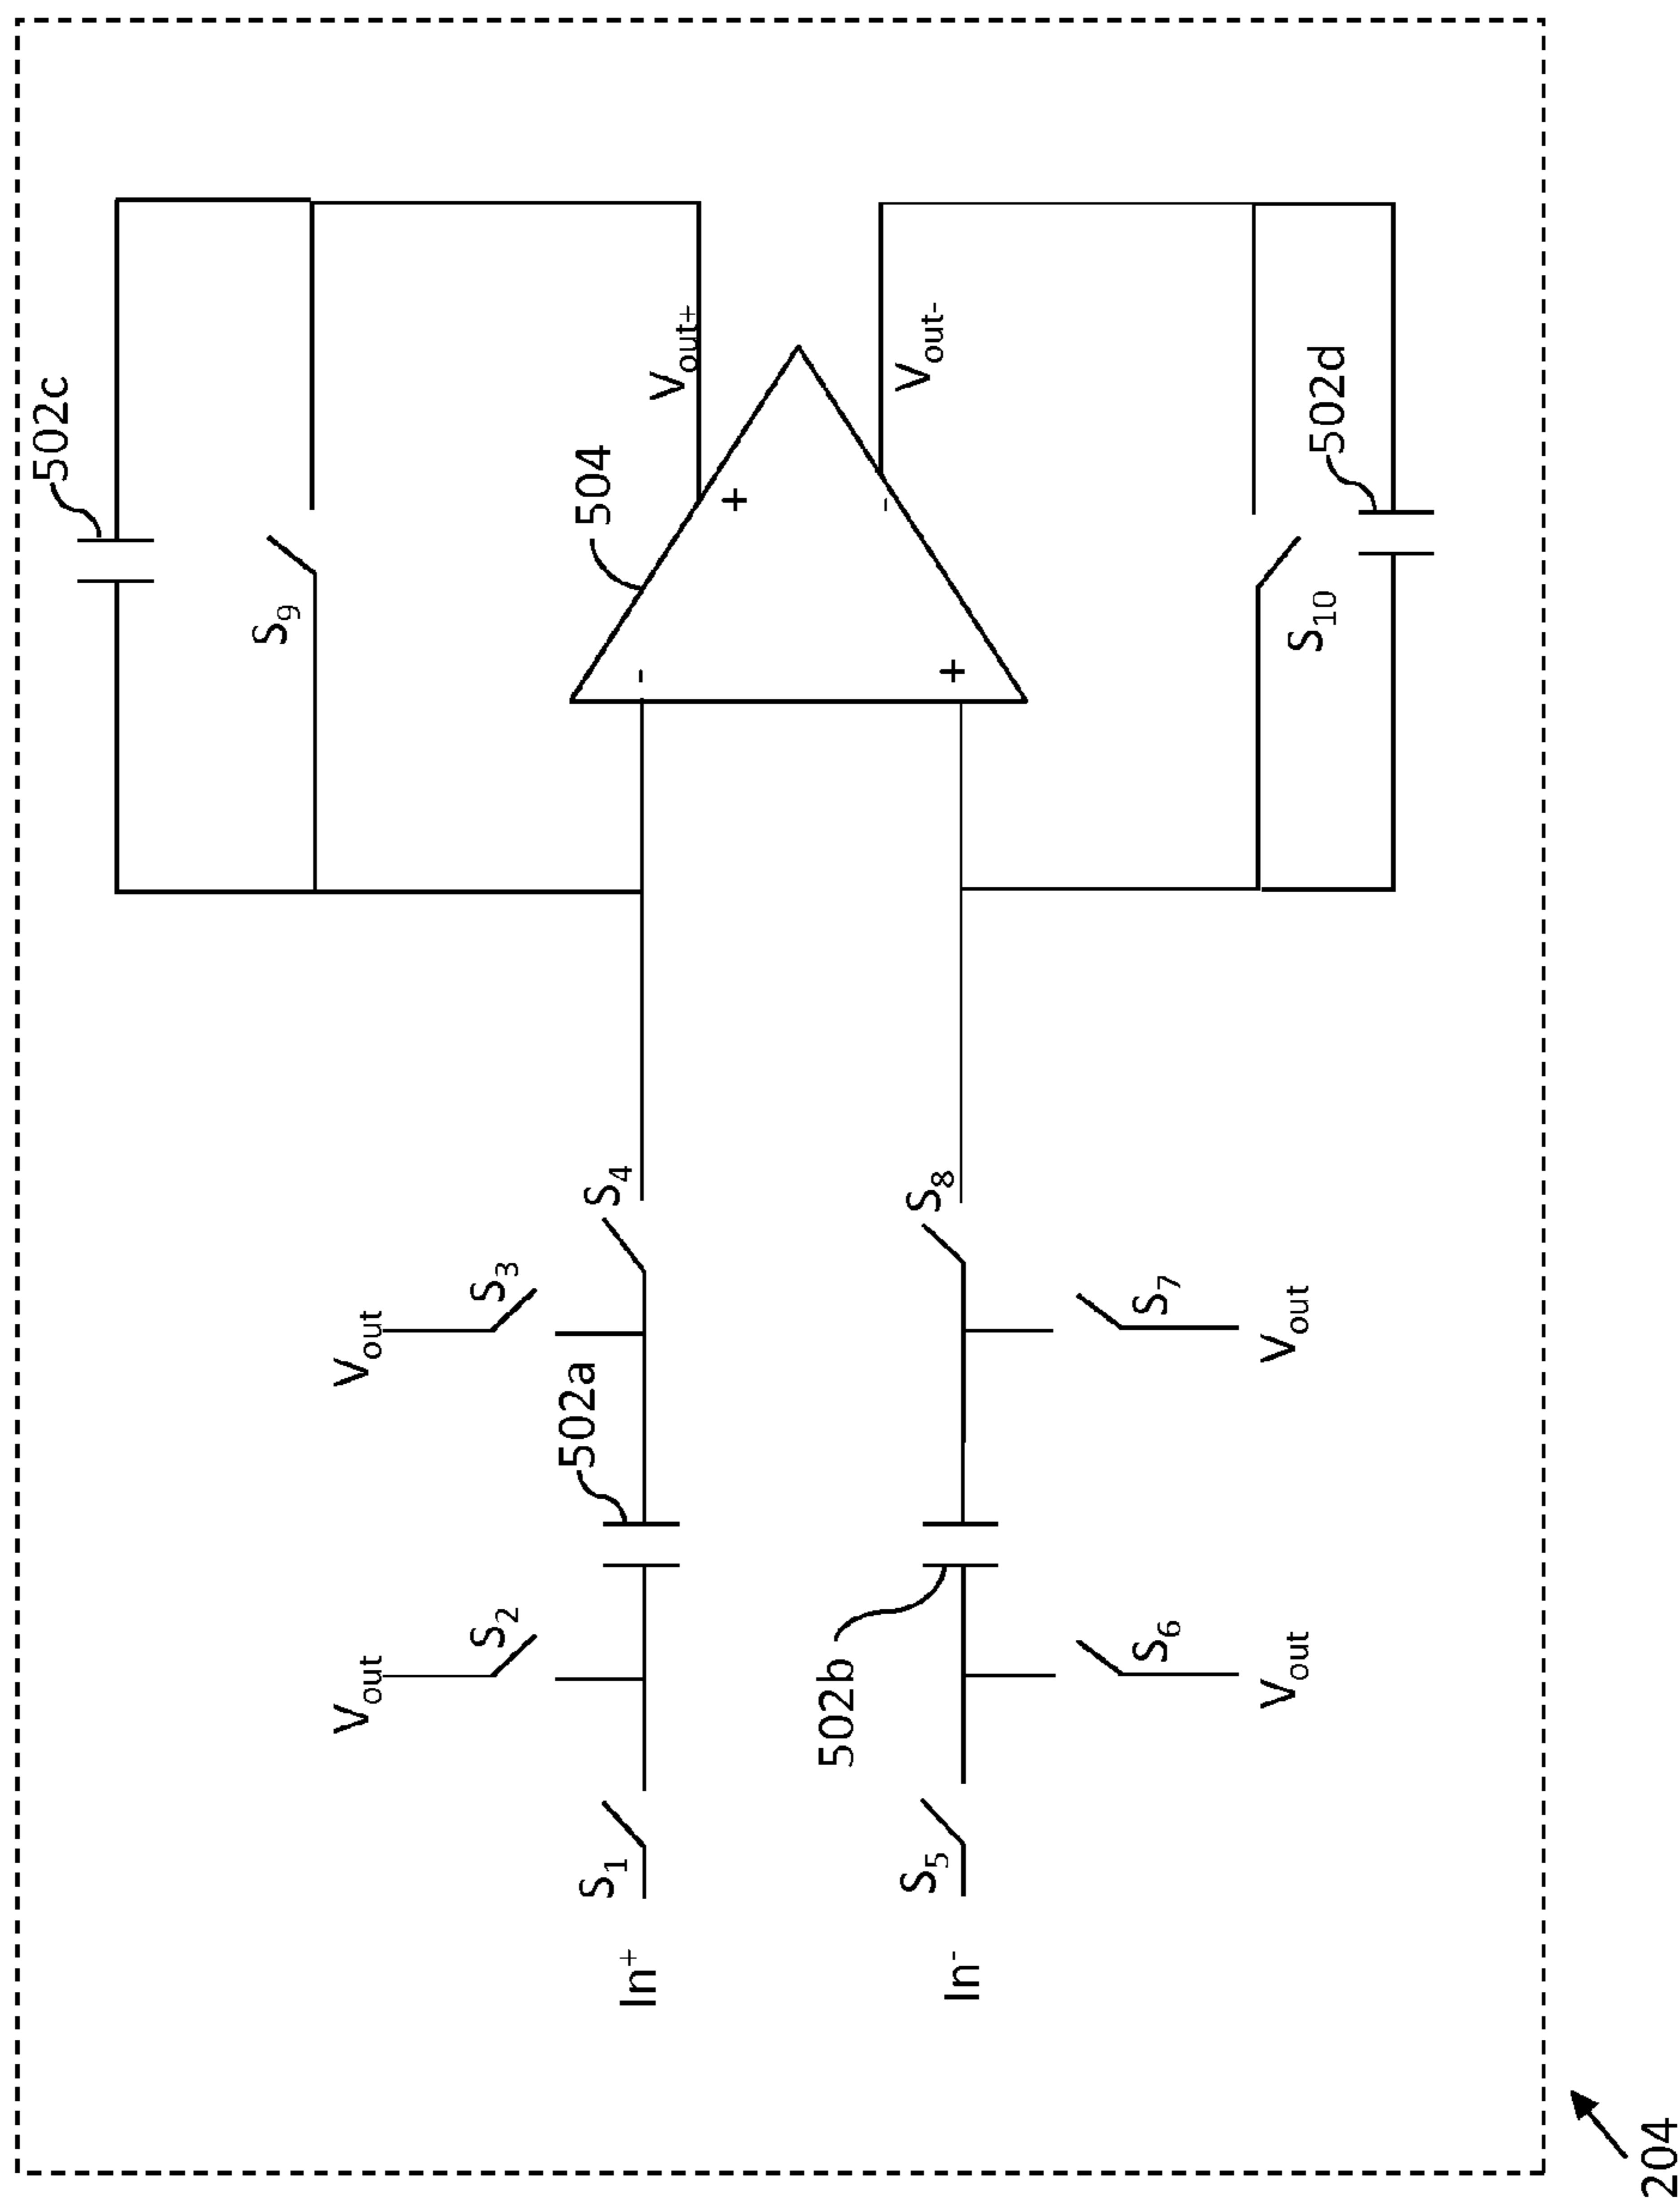 502c
S9
504
Vout+
Vout-
S10
502d
Vout
S2
Vout
S3
S1
502a
S4
In+
-
+
+
-
In-
S5
502b
S8
S6
Vout
S7
Vout
204